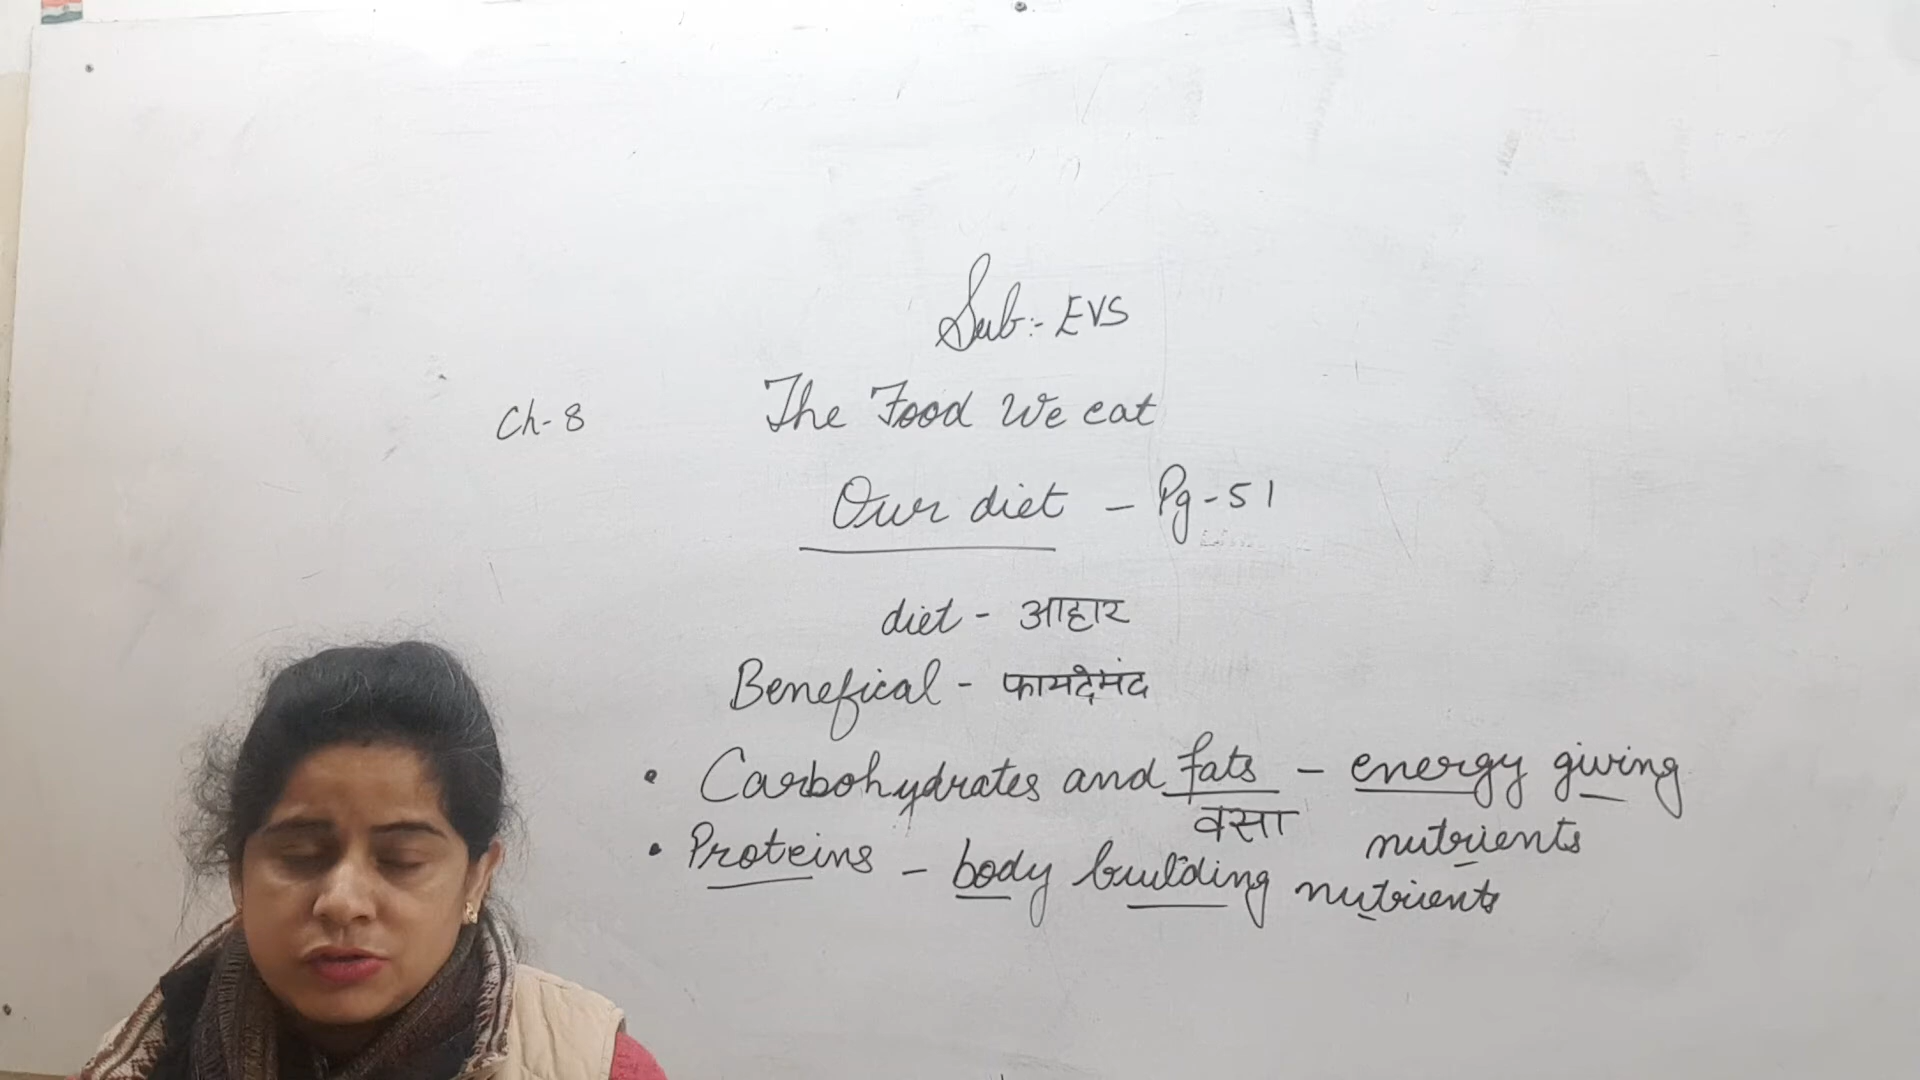 Sub:- EVS
Ch-8 The Food We eat
Our diet - Pg-51
diet - आहार
Benefical - फायदेमंद
• Carbohydrates and fats - energy giving
वसा nutrients
• Proteins - body building nutrients